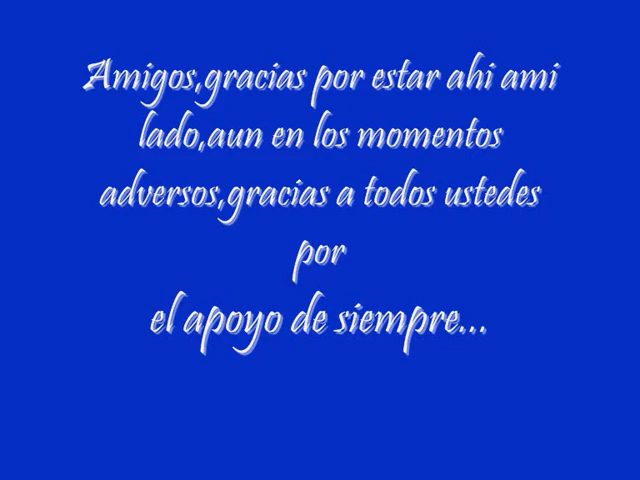 Amigos,gracias por estar ahi ami
lado,aun en los momentos
adversos,gracias a todos ustedes
por
el apoyo de siempre...